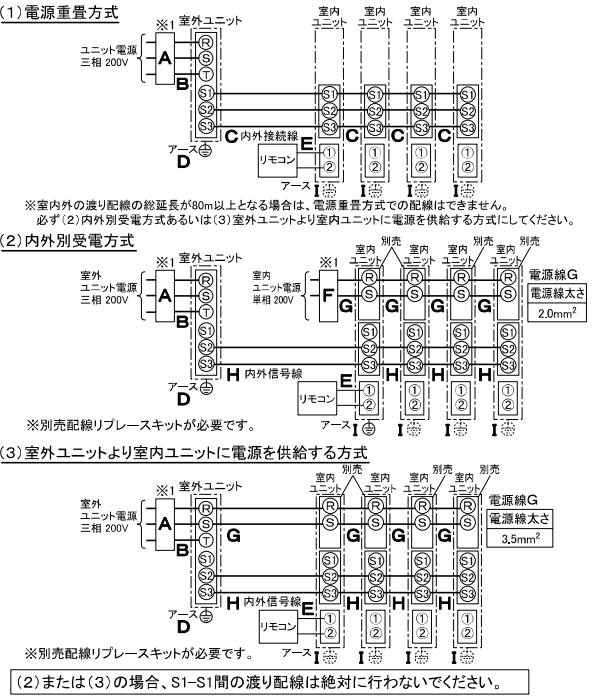 (1)電源重畳方式
※1
室外ユニット
室内
ユニット
室内
ユニット
室内
ユニット
室内
ユニット
ユニット電源
三相 200V
A
B
R
S
T
S1
S2
S3
S1
S2
S3
S1
S2
S3
S1
S2
S3
S1
S2
S3
C 内外接続線
C
C
C
E
リモコン
① ② ① ② ① ② ① ②
アース
D
アース
I
I
I
I
※室内外の渡り配線の総延長が80m以上となる場合は、電源重畳方式での配線はできません。
必ず(2)内外別受電方式あるいは(3)室外ユニットより室内ユニットに電源を供給する方式にしてください。
(2)内外別受電方式
別売
別売
別売
※1
室外ユニット
※1
室内
ユニット
室内
ユニット
室内
ユニット
室内
ユニット
室外
ユニット電源
三相 200V
A
B
R
S
T
S1
S2
S3
室内
ユニット電源
単相 200V
F
R
S
R
S
R
S
R
S
G
G
G
G
電源線G
電源線太さ
2.0mm²
S1
S2
S3
S1
S2
S3
S1
S2
S3
S1
S2
S3
H 内外信号線
H
H
H
E
リモコン
① ② ① ② ① ② ① ②
アース
D
アース
I
I
I
I
※別売配線リプレースキットが必要です。
(3)室外ユニットより室内ユニットに電源を供給する方式
別売
別売
別売
※1
室外ユニット
室内
ユニット
室内
ユニット
室内
ユニット
室内
ユニット
室外
ユニット電源
三相 200V
A
B
R
S
T
S1
S2
S3
R
S
R
S
R
S
R
S
G
G
G
G
電源線G
電源線太さ
3.5mm²
S1
S2
S3
S1
S2
S3
S1
S2
S3
S1
S2
S3
H 内外信号線
H
H
H
E
リモコン
① ② ① ② ① ② ① ②
アース
D
アース
I
I
I
I
※別売配線リプレースキットが必要です。
(2)または(3)の場合、S1-S1間の渡り配線は絶対に行わないでください。